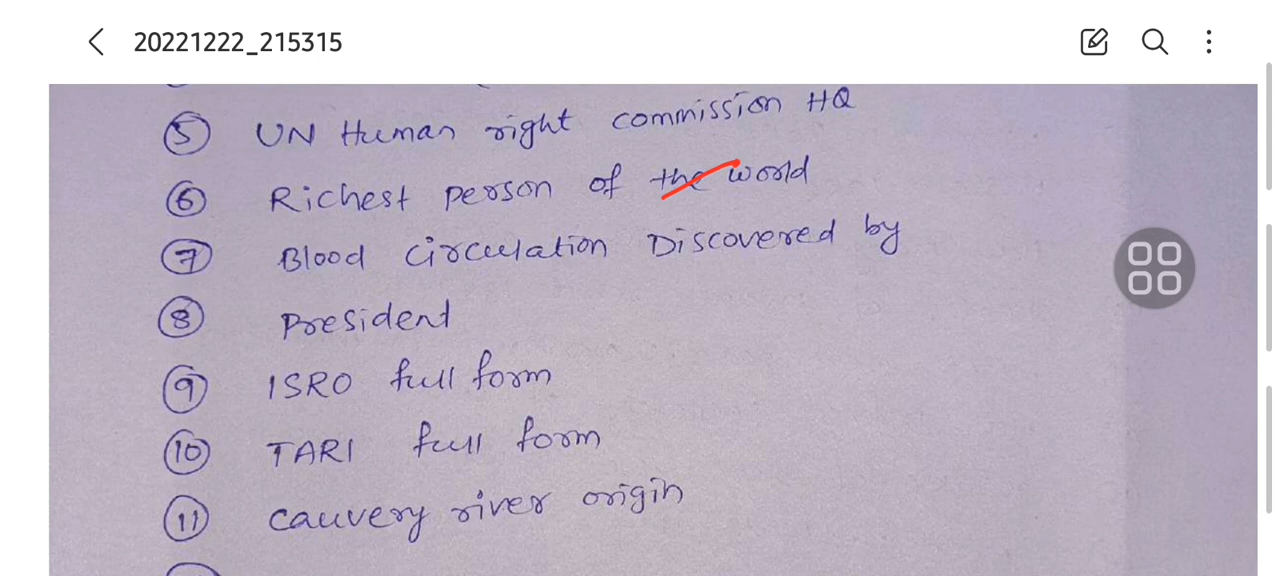 20221222_215315
5 UN Human right commission HQ
6 Richest person of the world
7 Blood circulation Discovered by
8 President
9 ISRO full form
10 TARI full form
11 Cauvery river origin